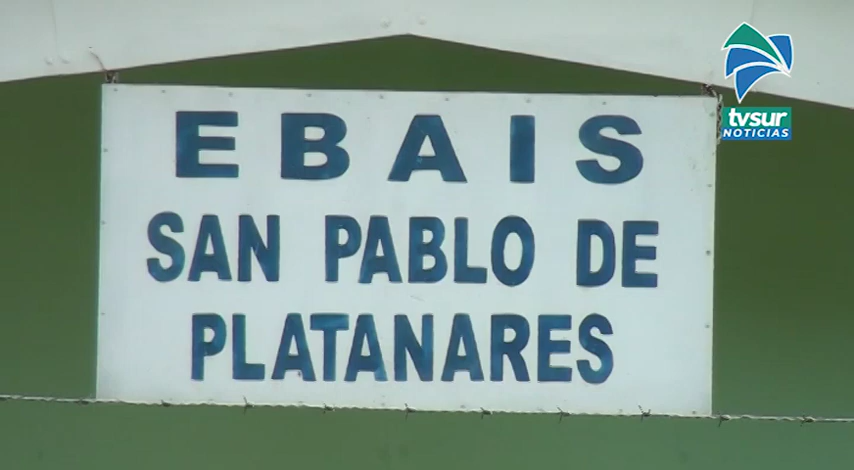 EBAIS
SAN PABLO DE
PLATANARES
tvsur
NOTICIAS